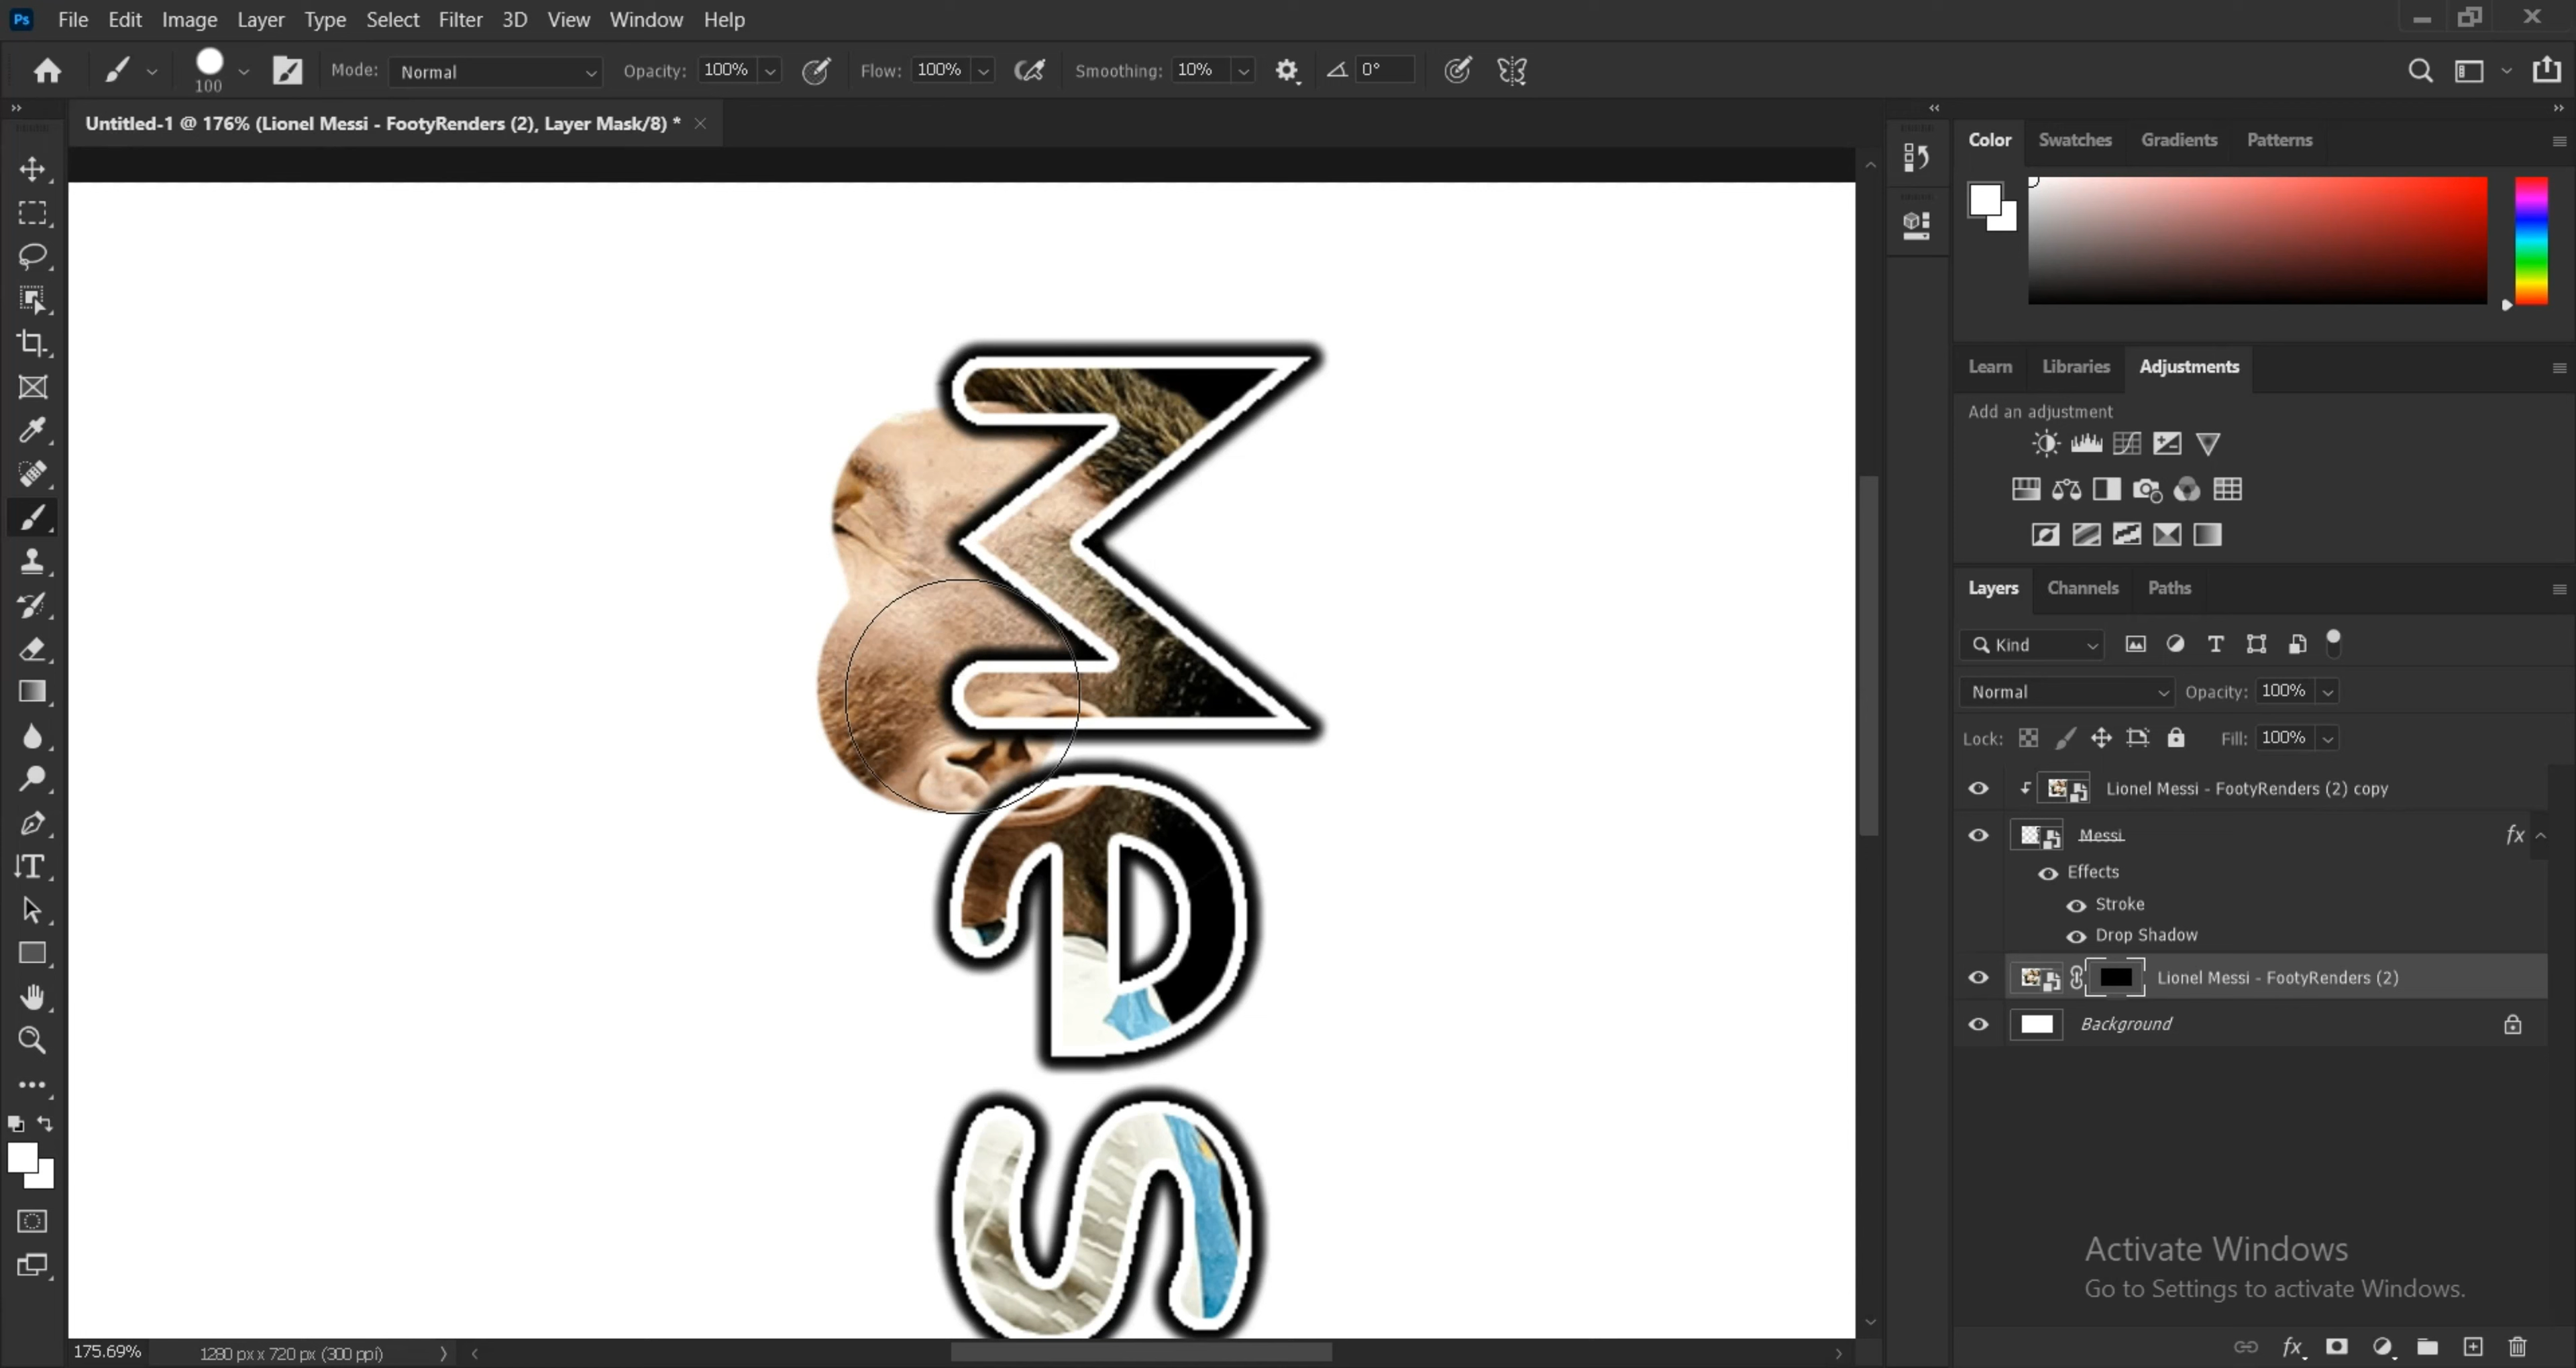 Ps File Edit Image Layer Type Select Filter 3D View Window Help
100 Mode: Normal Opacity: 100% Flow: 100% Smoothing: 10% 0°
Untitled-1 @ 176% (Lionel Messi - FootyRenders (2), Layer Mask/8) *
Color Swatches Gradients Patterns
Learn Libraries Adjustments
Add an adjustment
Layers Channels Paths
Kind
Normal Opacity: 100%
Lock: Fill: 100%
Lionel Messi - FootyRenders (2) copy
Messi fx
Effects
Stroke
Drop Shadow
Lionel Messi - FootyRenders (2)
Background
Mes
Activate Windows
Go to Settings to activate Windows.
175.69% 1280 px x 720 px (300 ppi)
fx